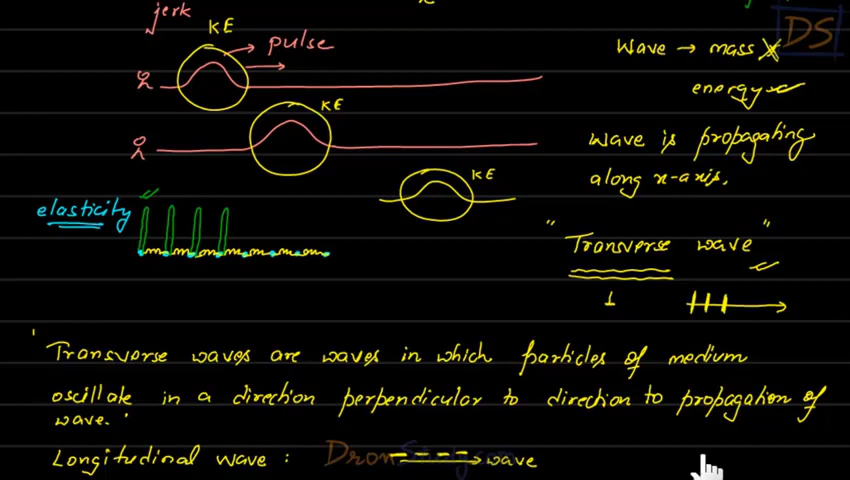 jerk
KE
pulse
DS
Wave → mass X
energy
KE
Wave is propagating
along x-axis.
KE
elasticity
"Transverse wave"
⊥
Transverse waves are waves in which particles of medium
oscillate in a direction perpendicular to direction to propagation of
wave.
Longitudinal wave :
wave